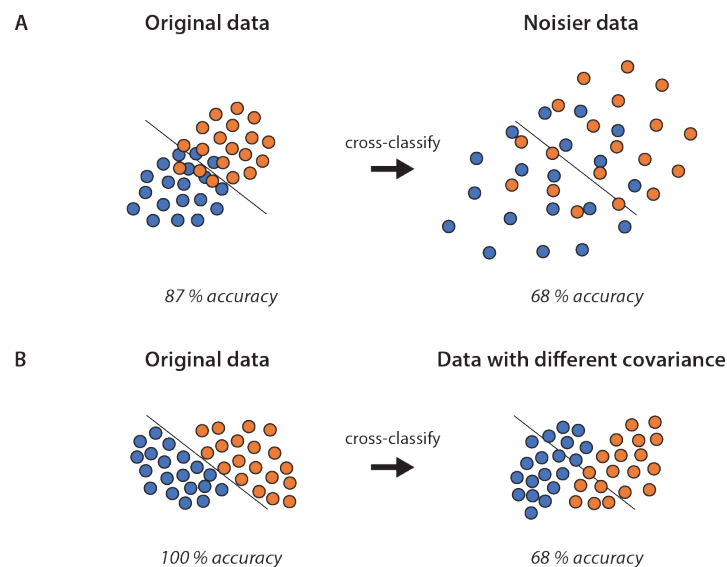 A
Original data
Noisier data
cross-classify
87 % accuracy
68 % accuracy
B
Original data
Data with different covariance
cross-classify
100 % accuracy
68 % accuracy